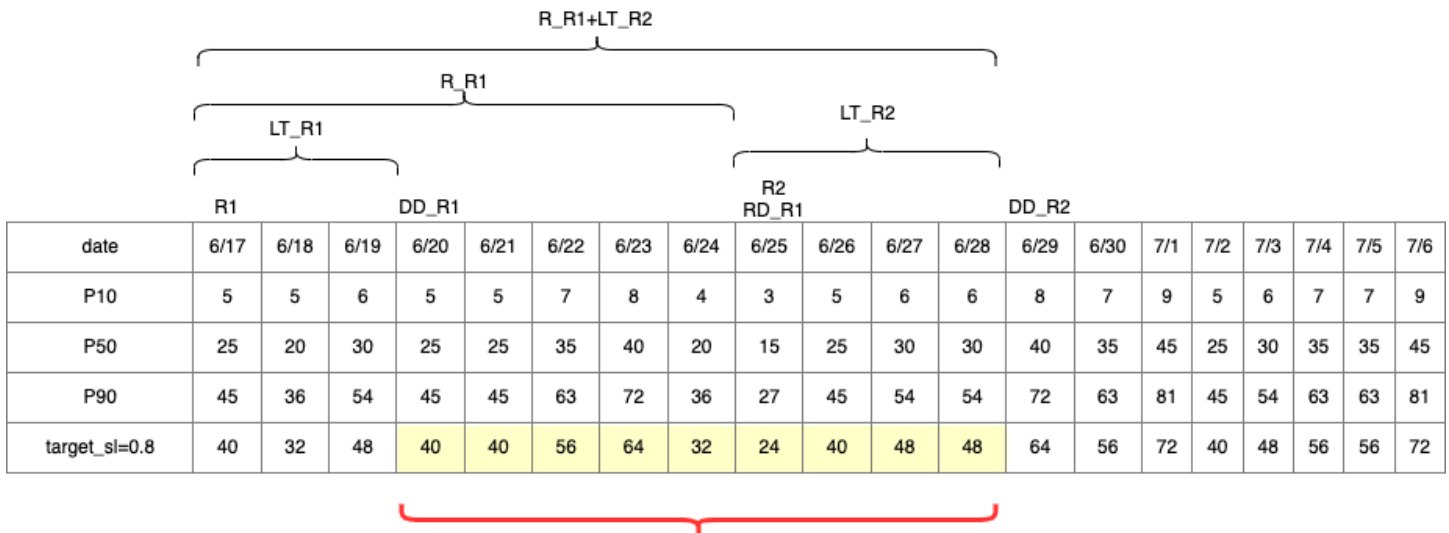 R_R1+LT_R2
R_R1
LT_R1 LT_R2
R1 DD_R1 R2 DD_R2
RD_R1
date 6/17 6/18 6/19 6/20 6/21 6/22 6/23 6/24 6/25 6/26 6/27 6/28 6/29 6/30 7/1 7/2 7/3 7/4 7/5 7/6
P10 5 5 6 5 5 7 8 4 3 5 6 6 8 7 9 5 6 7 7 9
P50 25 20 30 25 25 35 40 20 15 25 30 30 40 35 45 25 30 35 35 45
P90 45 36 54 45 45 63 72 36 27 45 54 54 72 63 81 45 54 63 63 81
target_sl=0.8 40 32 48 40 40 56 64 32 24 40 48 48 64 56 72 40 48 56 56 72